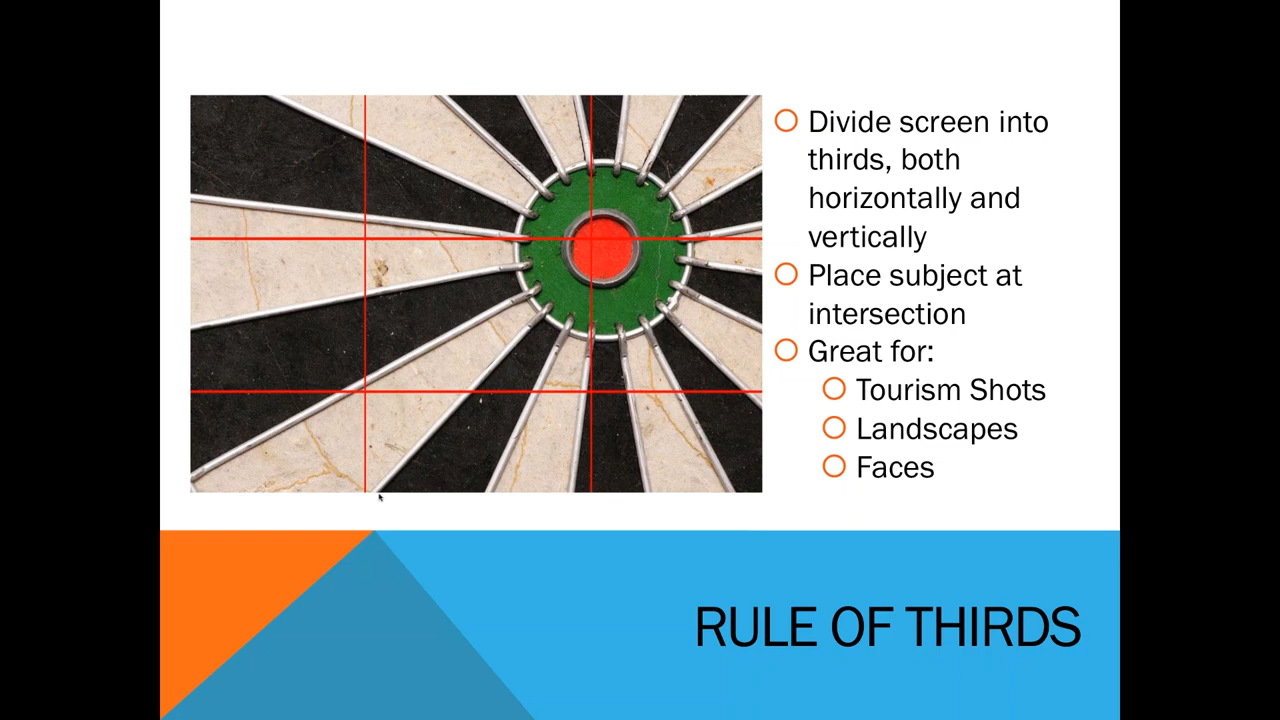 Divide screen into
thirds, both
horizontally and
vertically
Place subject at
intersection
Great for:
Tourism Shots
Landscapes
Faces
RULE OF THIRDS